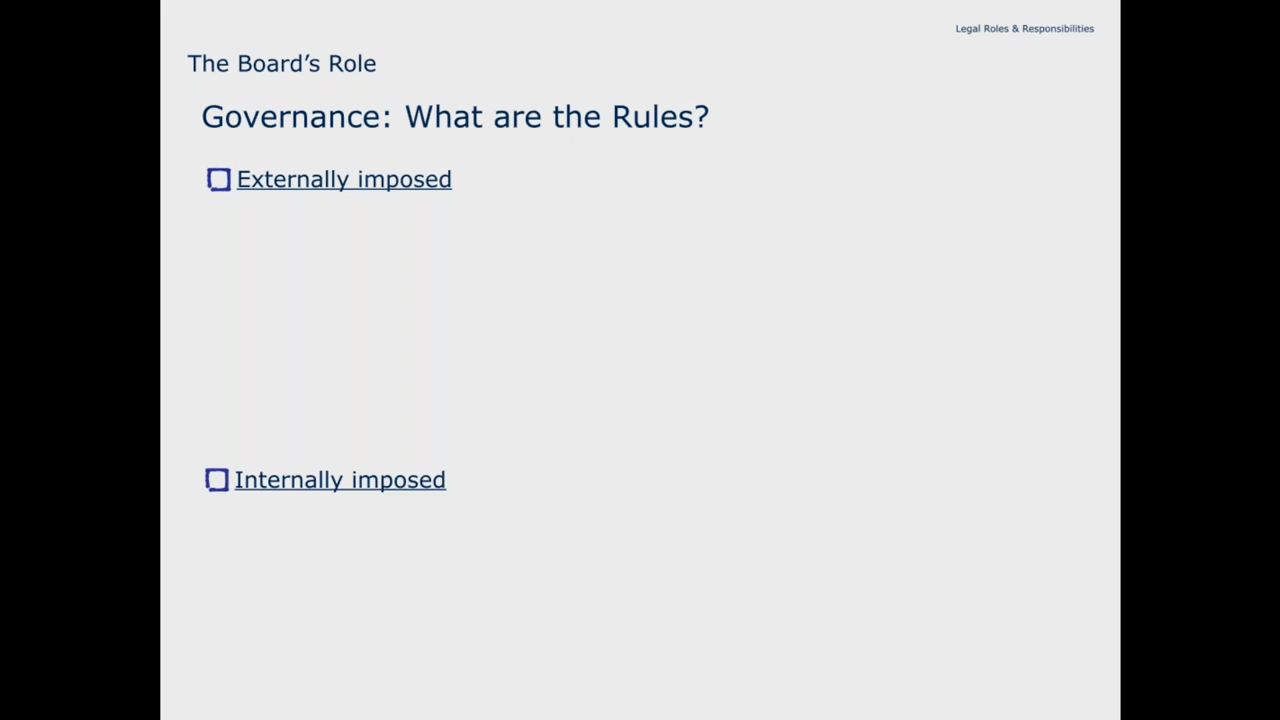 Legal Roles & Responsibilities
The Board’s Role
Governance: What are the Rules?
Externally imposed
Internally imposed